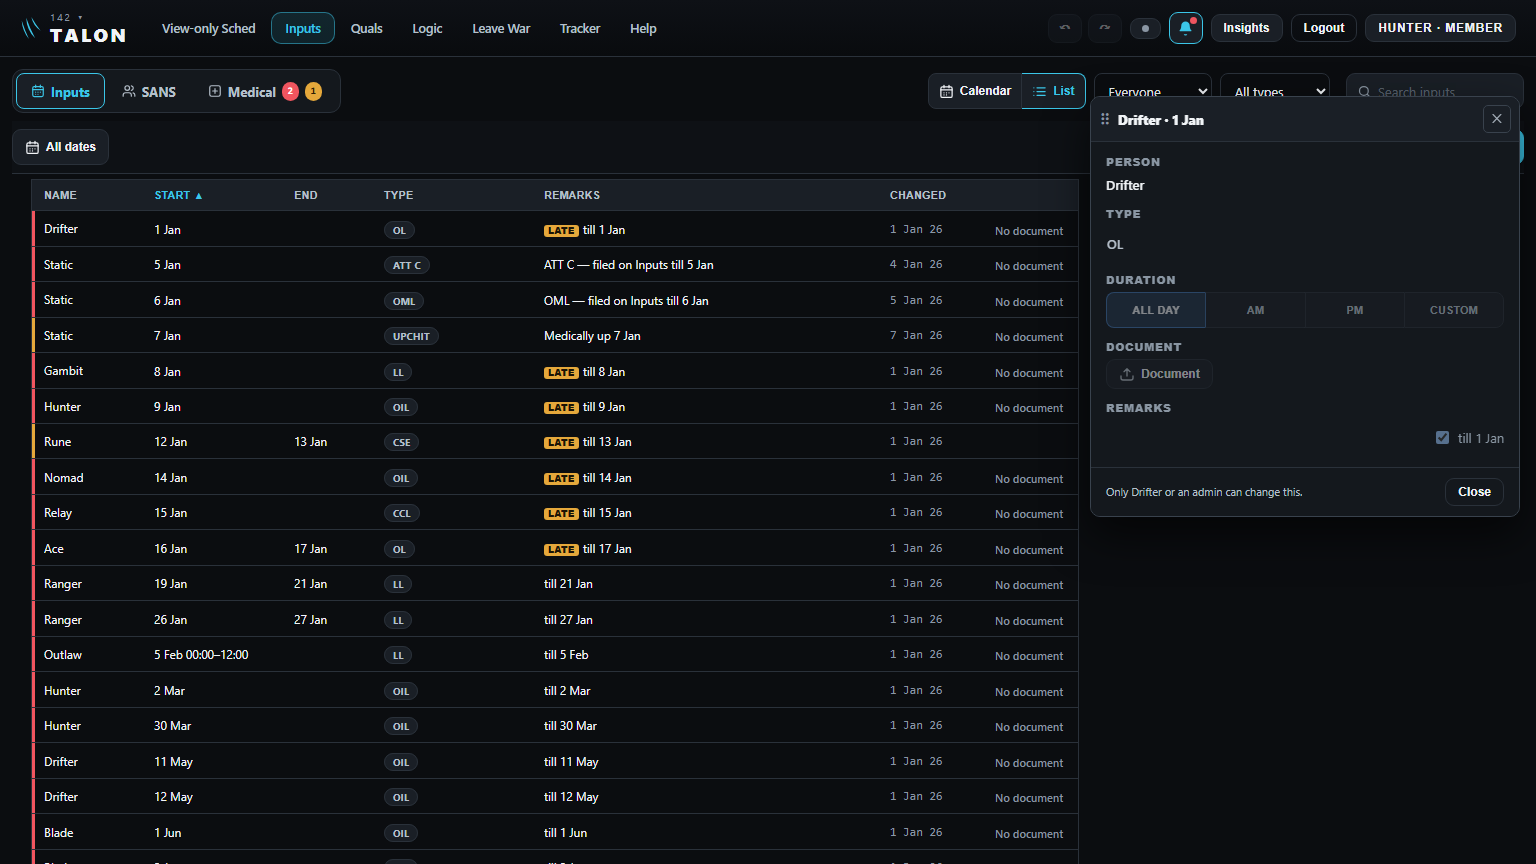 142 ▾
TALON
View-only Sched
Inputs
Quals
Logic
Leave War
Tracker
Help
Insights
Logout
HUNTER · MEMBER
Inputs
SANS
Medical 2 1
Calendar
List
Everyone
All types
Search inputs
All dates
NAME START ▲ END TYPE REMARKS CHANGED
Drifter 1 Jan OL LATE till 1 Jan 1 Jan 26 No document
Static 5 Jan ATT C ATT C — filed on Inputs till 5 Jan 4 Jan 26 No document
Static 6 Jan OML OML — filed on Inputs till 6 Jan 5 Jan 26 No document
Static 7 Jan UPCHIT Medically up 7 Jan 7 Jan 26 No document
Gambit 8 Jan LL LATE till 8 Jan 1 Jan 26 No document
Hunter 9 Jan OIL LATE till 9 Jan 1 Jan 26 No document
Rune 12 Jan 13 Jan CSE LATE till 13 Jan 1 Jan 26
Nomad 14 Jan OIL LATE till 14 Jan 1 Jan 26 No document
Relay 15 Jan CCL LATE till 15 Jan 1 Jan 26 No document
Ace 16 Jan 17 Jan OL LATE till 17 Jan 1 Jan 26 No document
Ranger 19 Jan 21 Jan LL till 21 Jan 1 Jan 26 No document
Ranger 26 Jan 27 Jan LL till 27 Jan 1 Jan 26 No document
Outlaw 5 Feb 00:00–12:00 LL till 5 Feb 1 Jan 26 No document
Hunter 2 Mar OIL till 2 Mar 1 Jan 26 No document
Hunter 30 Mar OIL till 30 Mar 1 Jan 26 No document
Drifter 11 May OIL till 11 May 1 Jan 26 No document
Drifter 12 May OIL till 12 May 1 Jan 26 No document
Blade 1 Jun OIL till 1 Jun 1 Jan 26 No document
Drifter · 1 Jan
PERSON
Drifter
TYPE
OL
DURATION
ALL DAY AM PM CUSTOM
DOCUMENT
Document
REMARKS
till 1 Jan
Only Drifter or an admin can change this.
Close